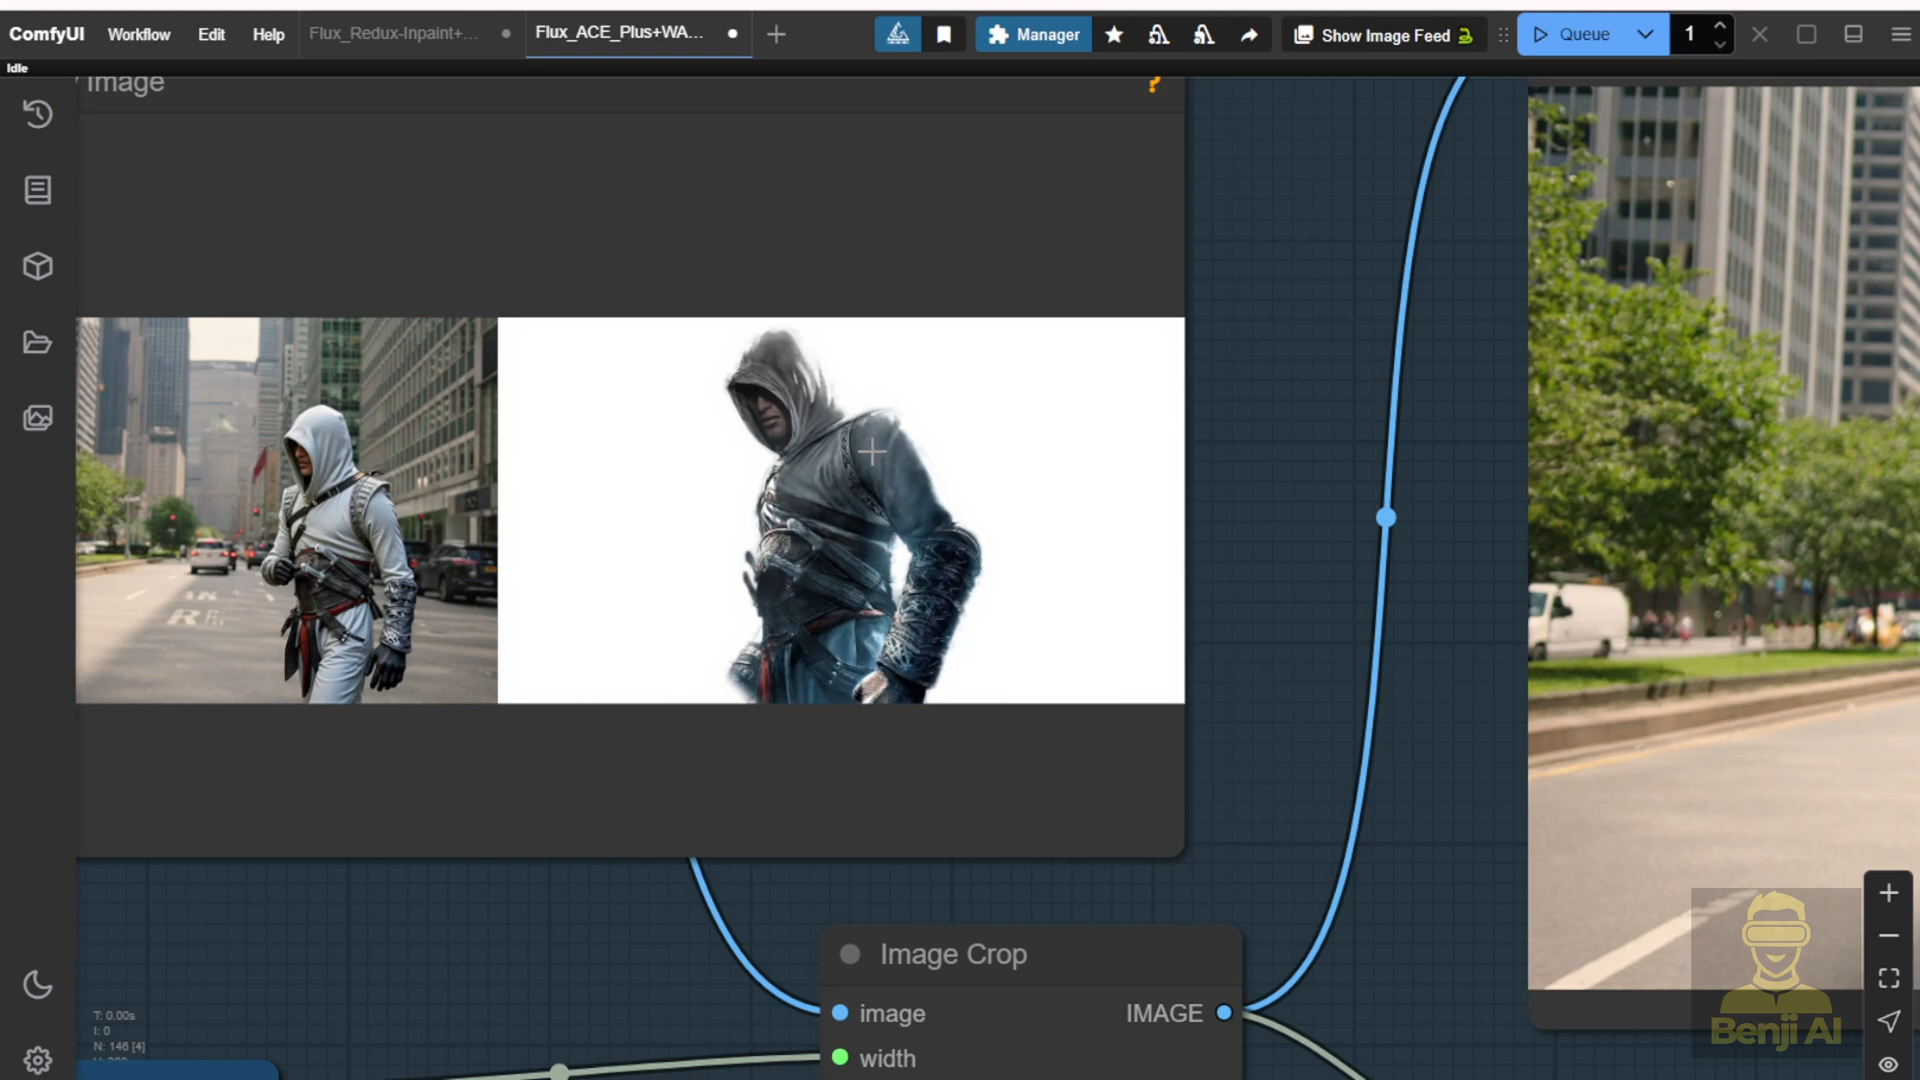 ComfyUI Workflow Edit Help Flux_Redux-Inpaint+... Flux_ACE_Plus+WA... Manager Show Image Feed Queue 1
Idle
Image
?
Image Crop
image IMAGE
width
T: 0.00s
I: 0
N: 146 [4]
Benji AI